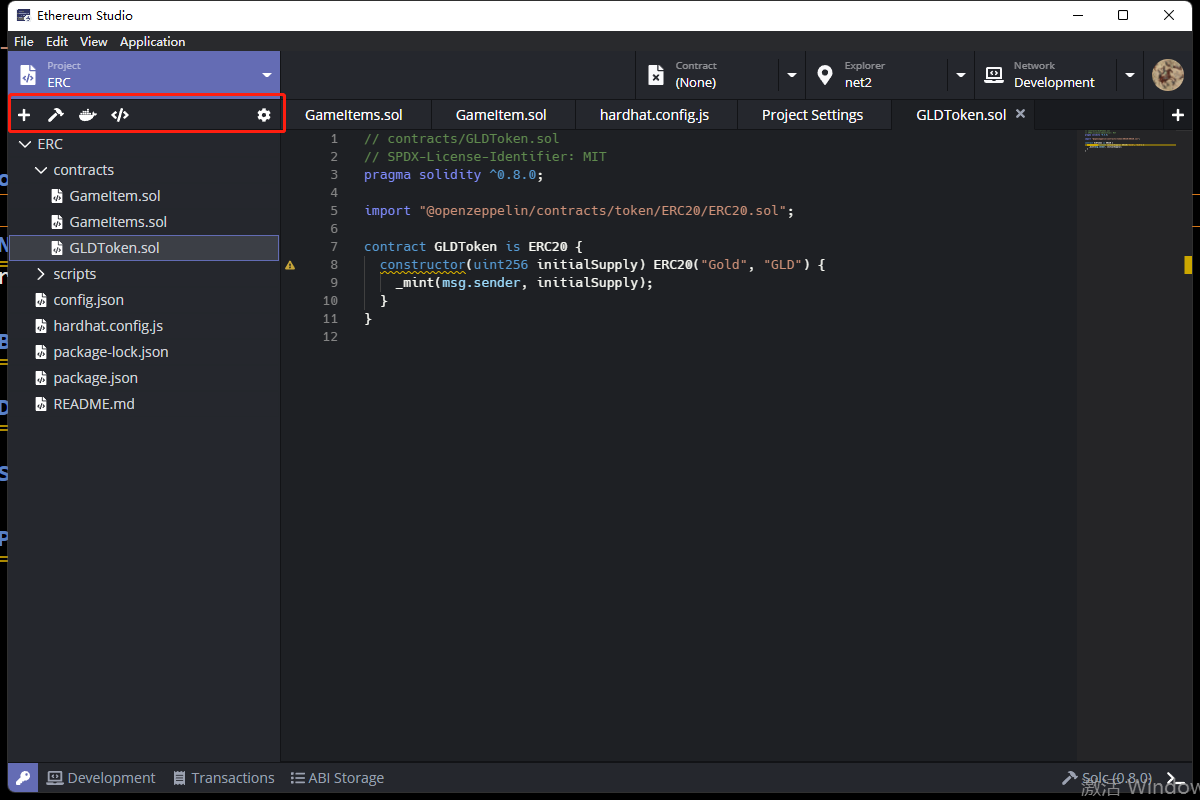 Ethereum Studio
File Edit View Application
Project
ERC
Contract
(None)
Explorer
net2
Network
Development
GameItems.sol
GameItem.sol
hardhat.config.js
Project Settings
GLDToken.sol
ERC
contracts
GameItem.sol
GameItems.sol
GLDToken.sol
scripts
config.json
hardhat.config.js
package-lock.json
package.json
README.md
1 // contracts/GLDToken.sol
2 // SPDX-License-Identifier: MIT
3 pragma solidity ^0.8.0;
4
5 import "@openzeppelin/contracts/token/ERC20/ERC20.sol";
6
7 contract GLDToken is ERC20 {
8 constructor(uint256 initialSupply) ERC20("Gold", "GLD") {
9 _mint(msg.sender, initialSupply);
10 }
11 }
12
Development Transactions ABI Storage
Solc (0.8.0)
激活 Window